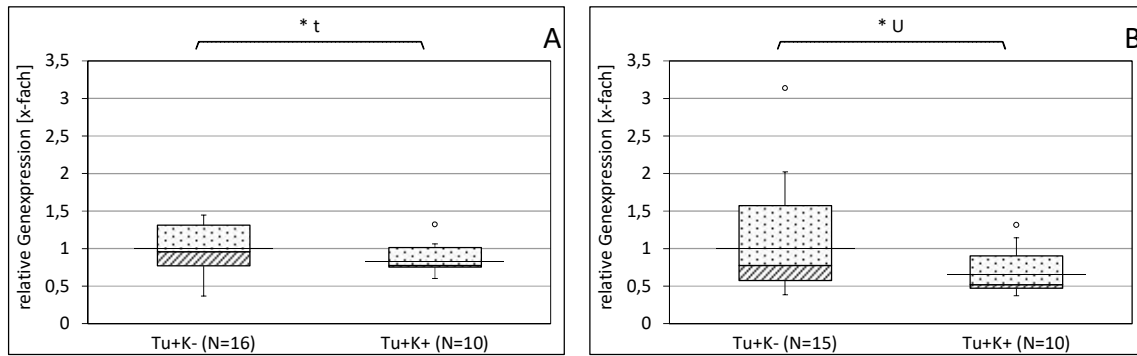 * t
A
relative Genexpression [x-fach]
3,5
3
2,5
2
1,5
1
0,5
0
Tu+K- (N=16)
Tu+K+ (N=10)
* U
B
relative Genexpression [x-fach]
3,5
3
2,5
2
1,5
1
0,5
0
Tu+K- (N=15)
Tu+K+ (N=10)